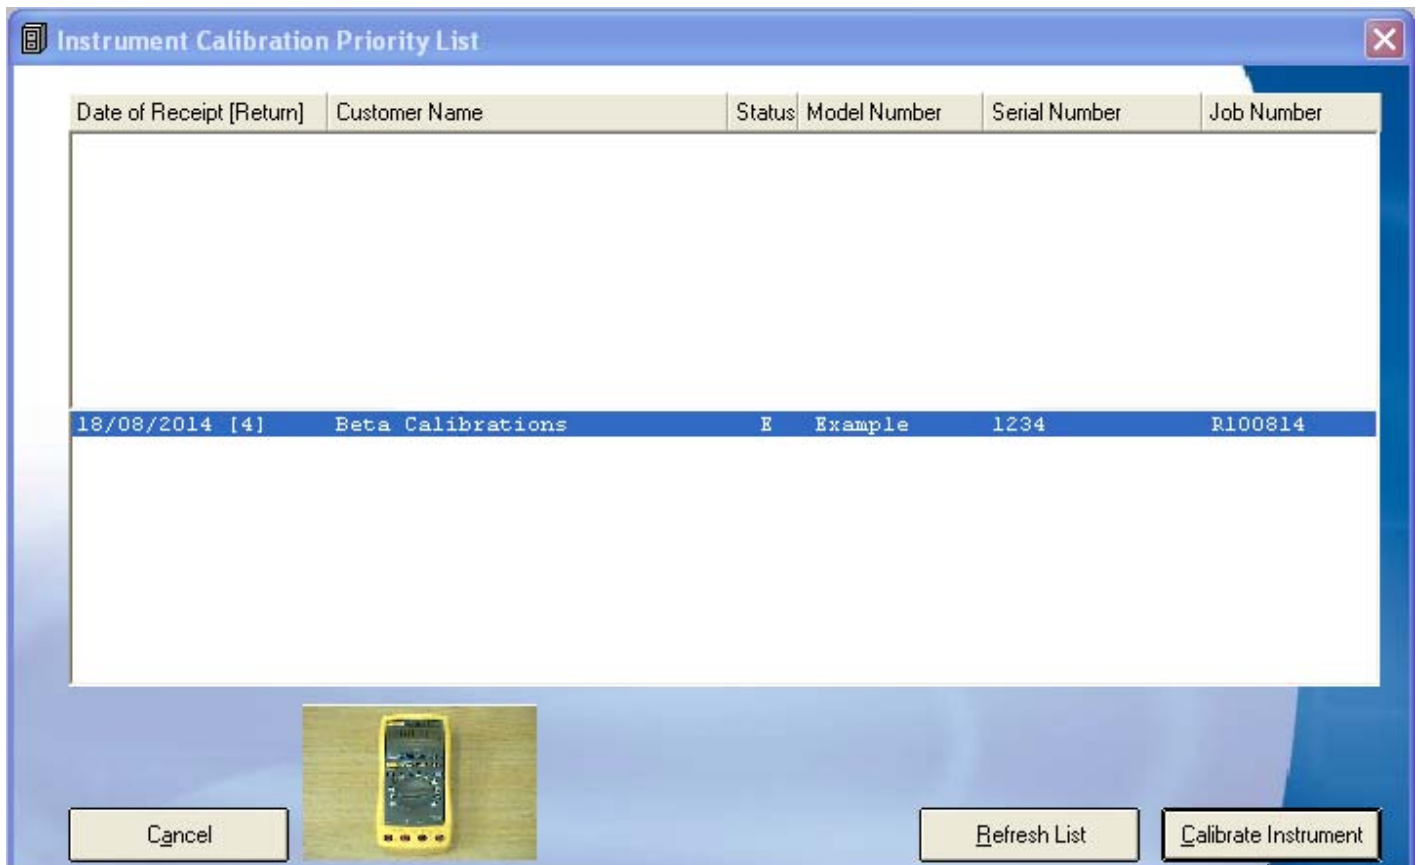 Instrument Calibration Priority List
Date of Receipt [Return] Customer Name Status Model Number Serial Number Job Number
18/08/2014 [4] Beta Calibrations E Example 1234 R100814
Cancel Refresh List Calibrate Instrument